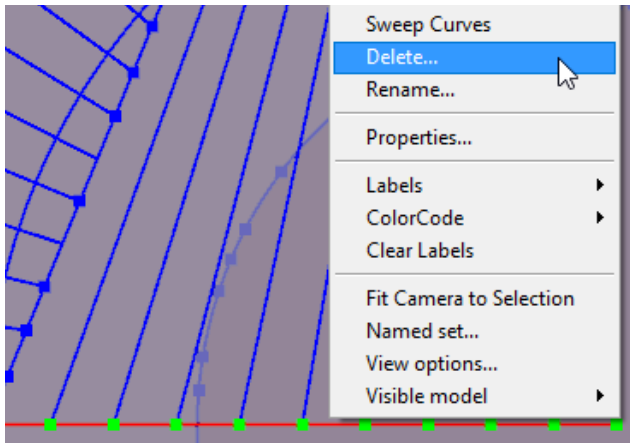 Sweep Curves
Delete...
Rename...
Properties...
Labels
ColorCode
Clear Labels
Fit Camera to Selection
Named set...
View options...
Visible model